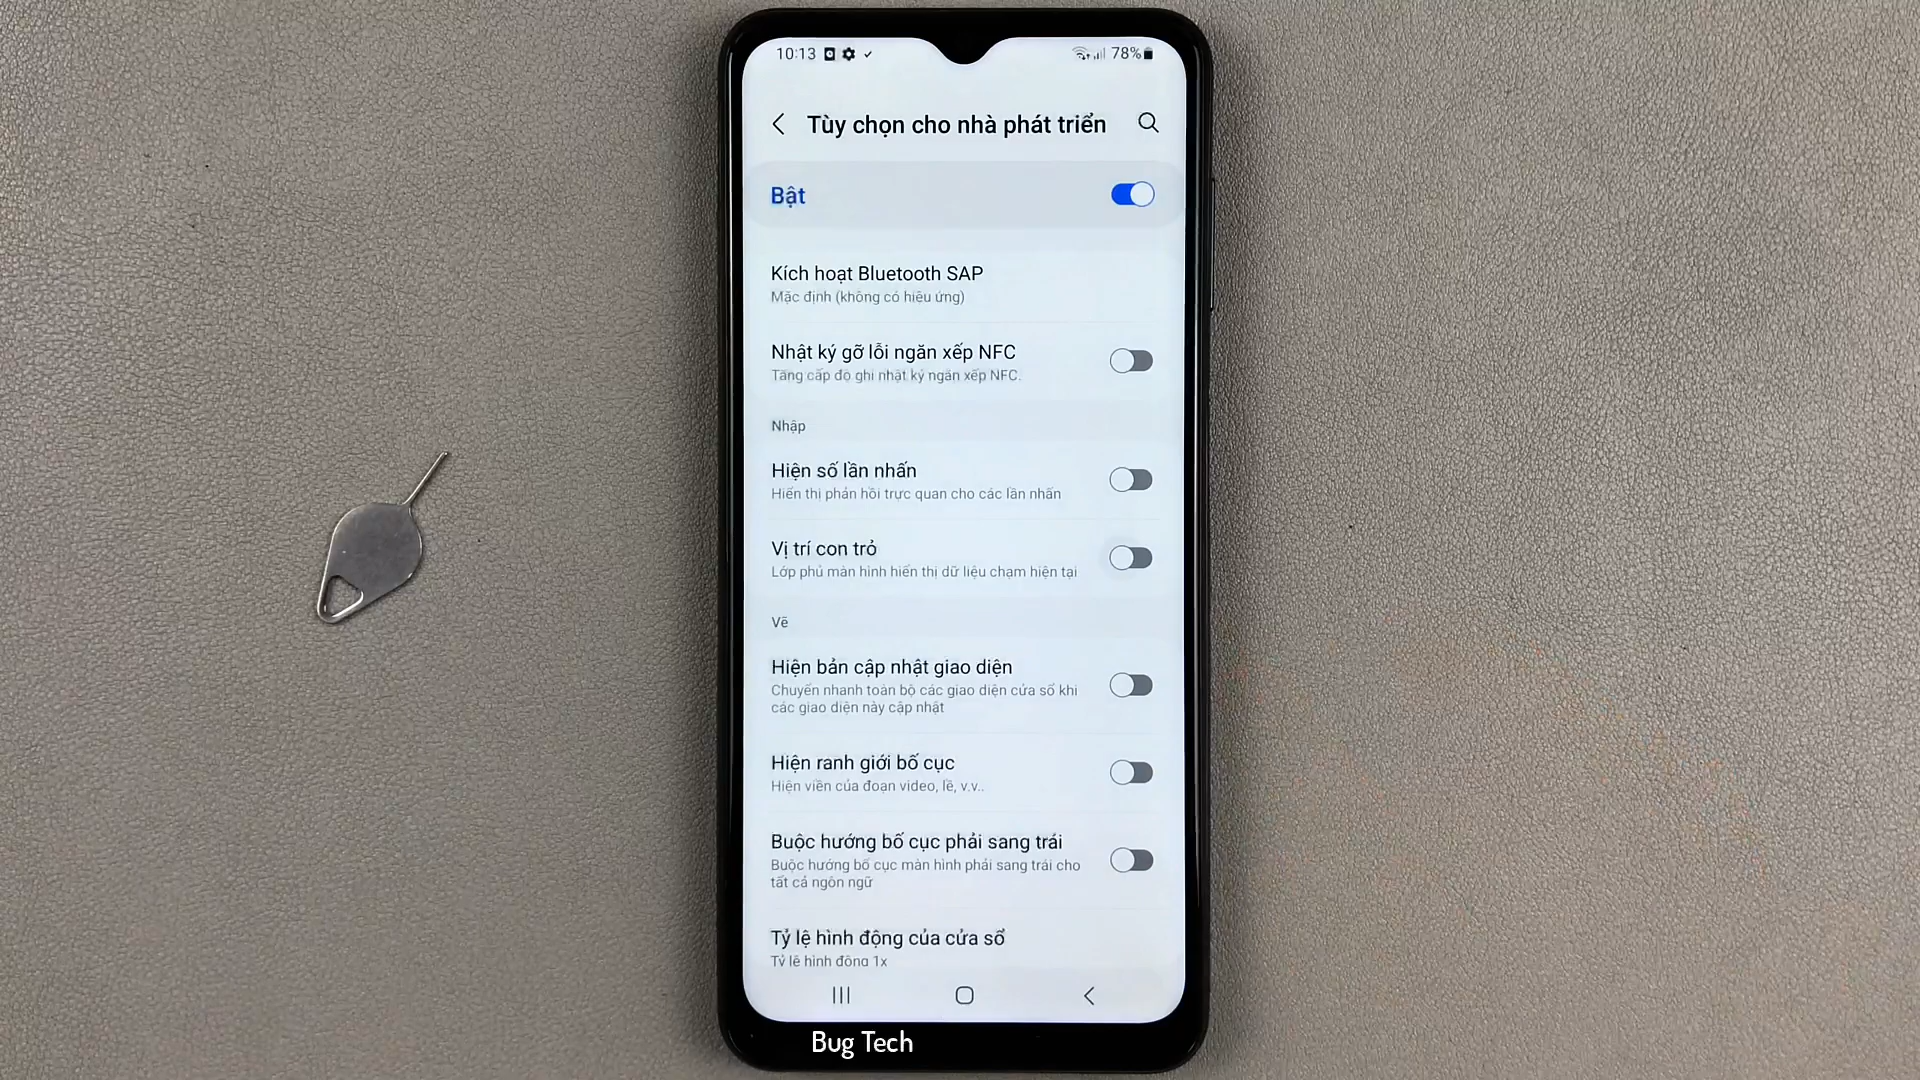 10:13
78%
Tùy chọn cho nhà phát triển
Bật
Kích hoạt Bluetooth SAP
Mặc định (không có hiệu ứng)
Nhật ký gỡ lỗi ngăn xếp NFC
Tăng cấp độ ghi nhật ký ngăn xếp NFC.
Nhập
Hiện số lần nhấn
Hiển thị phản hồi trực quan cho các lần nhấn
Vị trí con trỏ
Lớp phủ màn hình hiển thị dữ liệu chạm hiện tại
Vẽ
Hiện bản cập nhật giao diện
Chuyển nhanh toàn bộ các giao diện cửa sổ khi
các giao diện này cập nhật
Hiện ranh giới bố cục
Hiện viền của đoạn video, lề, v.v..
Buộc hướng bố cục phải sang trái
Buộc hướng bố cục màn hình phải sang trái cho
tất cả ngôn ngữ
Tỷ lệ hình động của cửa sổ
Tỷ lệ hình động 1x
Bug Tech